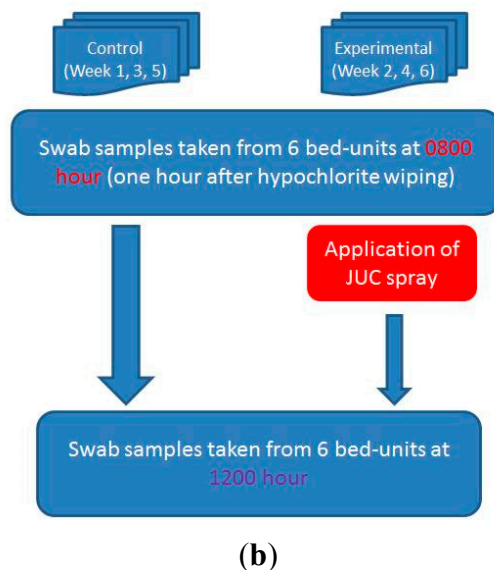 Control
(Week 1, 3, 5)
Experimental
(Week 2, 4, 6)
Swab samples taken from 6 bed-units at 0800
hour (one hour after hypochlorite wiping)
Application of
JUC spray
Swab samples taken from 6 bed-units at
1200 hour
(b)